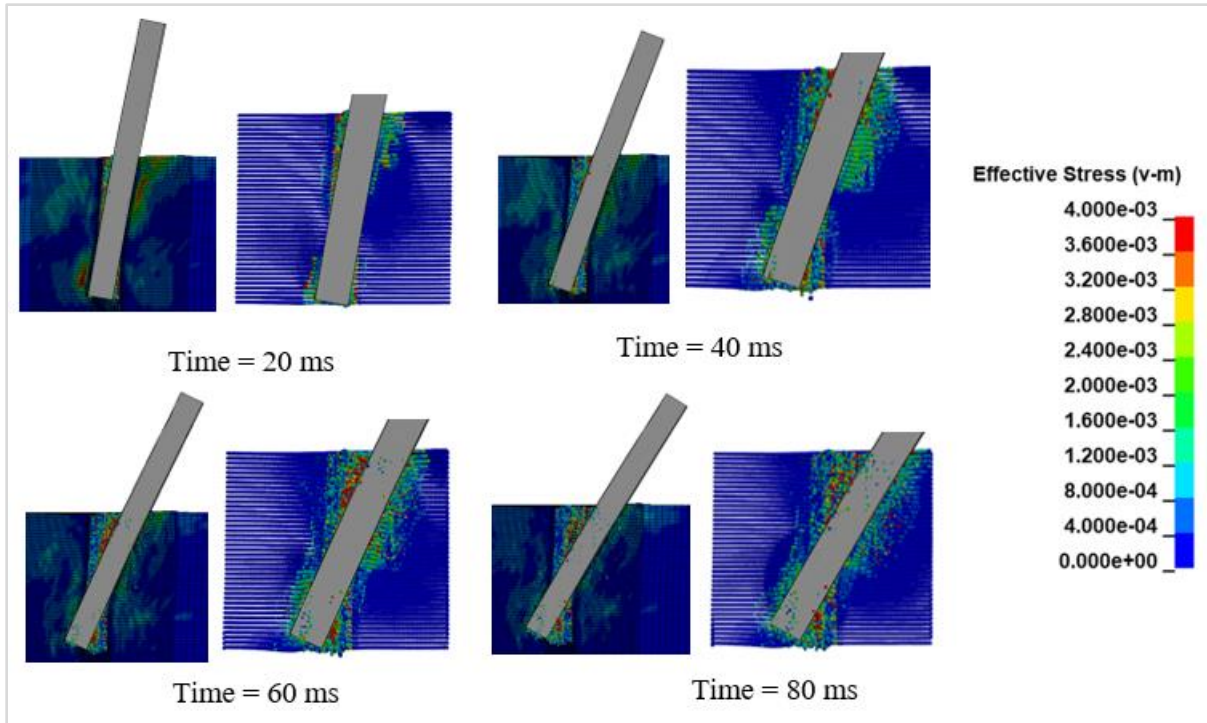 Effective Stress (v-m)
4.000e-03
3.600e-03
3.200e-03
2.800e-03
2.400e-03
2.000e-03
1.600e-03
1.200e-03
8.000e-04
4.000e-04
0.000e+00
Time = 20 ms
Time = 40 ms
Time = 60 ms
Time = 80 ms